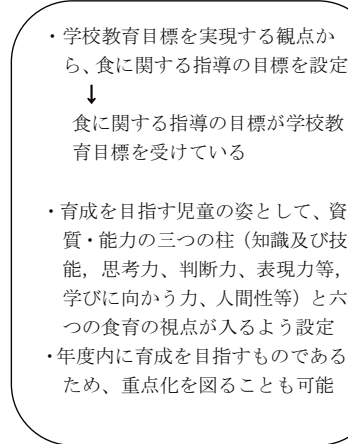 ・学校教育目標を実現する観点か
ら、食に関する指導の目標を設定
↓
食に関する指導の目標が学校教
育目標を受けている
・育成を目指す児童の姿として、資
質・能力の三つの柱（知識及び技
能，思考力、判断力、表現力等，
学びに向かう力、人間性等）と六
つの食育の視点が入るよう設定
・年度内に育成を目指すものである
ため、重点化を図ることも可能